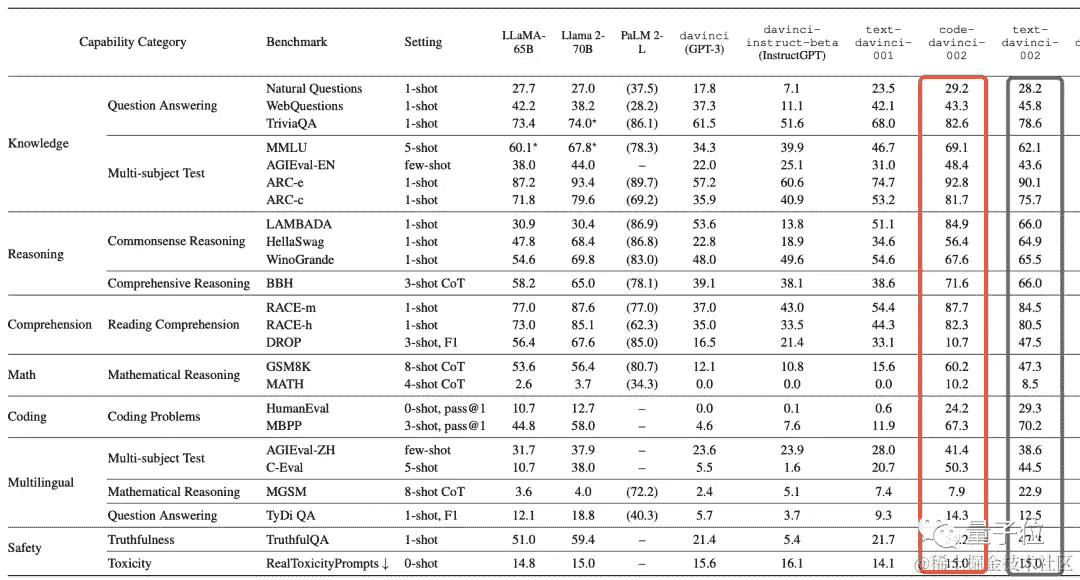 Capability Category Benchmark Setting LLaMA-65B Llama 2-70B PaLM 2-L davinci (GPT-3) davinci-instruct-beta (InstructGPT) text-davinci-001 code-davinci-002 text-davinci-002
Knowledge
Question Answering
Natural Questions 1-shot 27.7 27.0 (37.5) 17.8 7.1 23.5 29.2 28.2
WebQuestions 1-shot 42.2 38.2 (28.2) 37.3 11.1 42.1 43.3 45.8
TriviaQA 1-shot 73.4 74.0* (86.1) 61.5 51.6 68.0 82.6 78.6
Multi-subject Test
MMLU 5-shot 60.1* 67.8* (78.3) 34.3 39.9 46.7 69.1 62.1
AGIEval-EN few-shot 38.0 44.0 – 22.0 25.1 31.0 48.4 43.6
ARC-e 1-shot 87.2 93.4 (89.7) 57.2 60.6 74.7 92.8 90.1
ARC-c 1-shot 71.8 79.6 (69.2) 35.9 40.9 53.2 81.7 75.7
Reasoning
Commonsense Reasoning
LAMBADA 1-shot 30.9 30.4 (86.9) 53.6 13.8 51.1 84.9 66.0
HellaSwag 1-shot 47.8 68.4 (86.8) 22.8 18.9 34.6 56.4 64.9
WinoGrande 1-shot 54.6 69.8 (83.0) 48.0 49.6 54.6 67.6 65.5
Comprehensive Reasoning BBH 3-shot CoT 58.2 65.0 (78.1) 39.1 38.1 38.6 71.6 66.0
Comprehension Reading Comprehension
RACE-m 1-shot 77.0 87.6 (77.0) 37.0 43.0 54.4 87.7 84.5
RACE-h 1-shot 73.0 85.1 (62.3) 35.0 33.5 44.3 82.3 80.5
DROP 3-shot, F1 56.4 67.6 (85.0) 16.5 21.4 33.1 10.7 47.5
Math Mathematical Reasoning
GSM8K 8-shot CoT 53.6 56.4 (80.7) 12.1 10.8 15.6 60.2 47.3
MATH 4-shot CoT 2.6 3.7 (34.3) 0.0 0.0 0.0 10.2 8.5
Coding Coding Problems
HumanEval 0-shot, pass@1 10.7 12.7 – 0.0 0.1 0.6 24.2 29.3
MBPP 3-shot, pass@1 44.8 58.0 – 4.6 7.6 11.9 67.3 70.2
Multilingual
Multi-subject Test
AGIEval-ZH few-shot 31.7 37.9 – 23.6 23.9 28.0 41.4 38.6
C-Eval 5-shot 10.7 38.0 – 5.5 1.6 20.7 50.3 44.5
Mathematical Reasoning MGSM 8-shot CoT 3.6 4.0 (72.2) 2.4 5.1 7.4 7.9 22.9
Question Answering TyDi QA 1-shot, F1 12.1 18.8 (40.3) 5.7 3.7 9.3 14.3 12.5
Safety
Truthfulness TruthfulQA 1-shot 51.0 59.4 – 21.4 5.4 21.7
Toxicity RealToxicityPrompts ↓ 0-shot 14.8 15.0 – 15.6 16.1 14.1 15.0 15.0
量子位
@稀土掘金技术社区